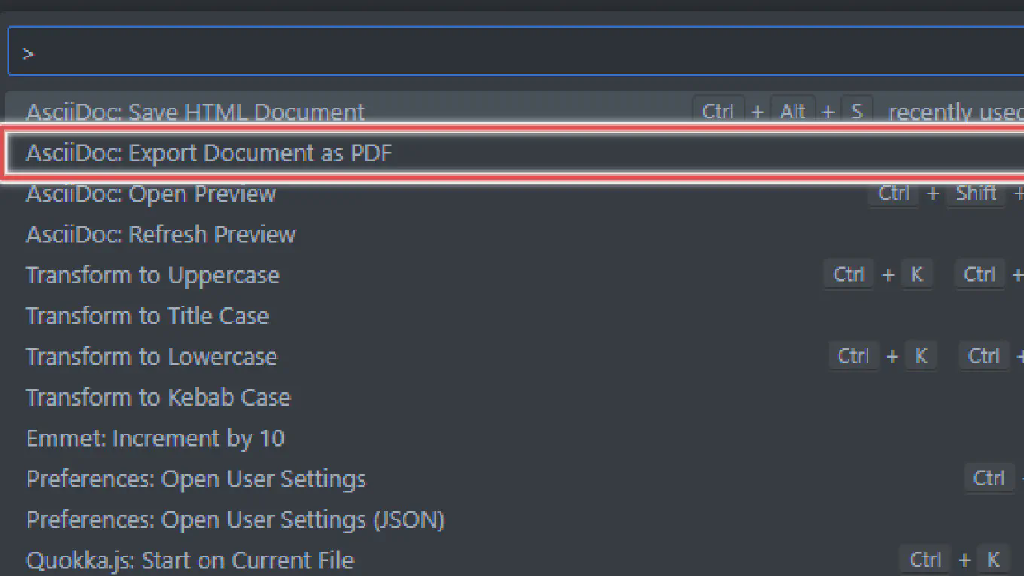 >
AsciiDoc: Save HTML Document Ctrl + Alt + S recently used
AsciiDoc: Export Document as PDF
AsciiDoc: Open Preview Ctrl + Shift +
AsciiDoc: Refresh Preview
Transform to Uppercase Ctrl + K Ctrl +
Transform to Title Case
Transform to Lowercase Ctrl + K Ctrl +
Transform to Kebab Case
Emmet: Increment by 10
Preferences: Open User Settings Ctrl
Preferences: Open User Settings (JSON)
Quokka.js: Start on Current File Ctrl + K